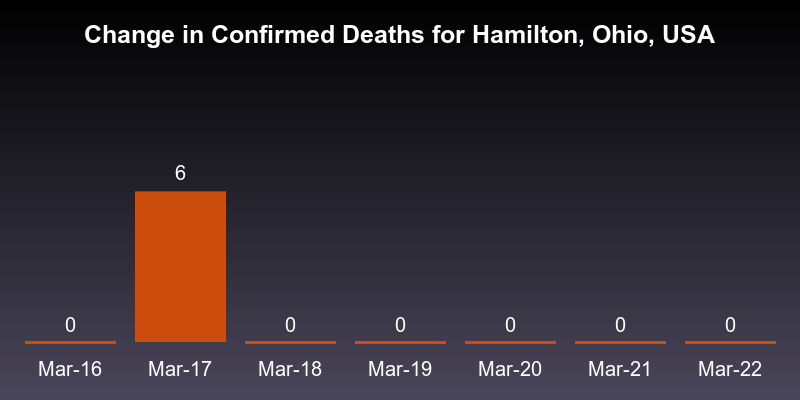 Change in Confirmed Deaths for Hamilton, Ohio, USA
6
0 0 0 0 0 0
Mar-16 Mar-17 Mar-18 Mar-19 Mar-20 Mar-21 Mar-22